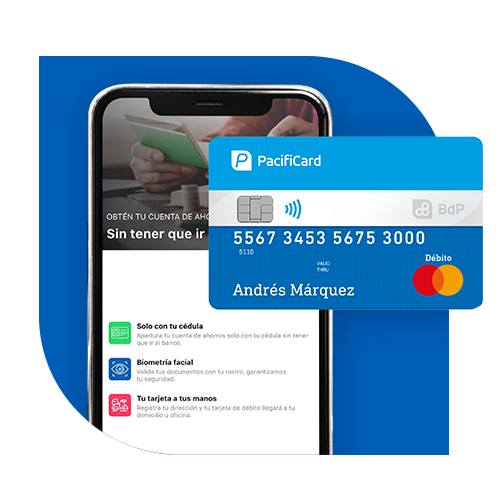 OBTÉN TU CUENTA DE AHO
Sin tener que ir
Solo con tu cédula
Apertura tu cuenta de ahorros solo con tu cédula sin tener
que ir al banco.
Biometría facial
Valida tus documentos con tu rostro, garantizamos
tu seguridad.
Tu tarjeta a tus manos
Registra tu dirección y tu tarjeta de débito llegará a tu
domicilio u oficina.
PacifiCard
BdP
5567 3453 5675 3000
5110
VALID
THRU
Débito
Andrés Márquez